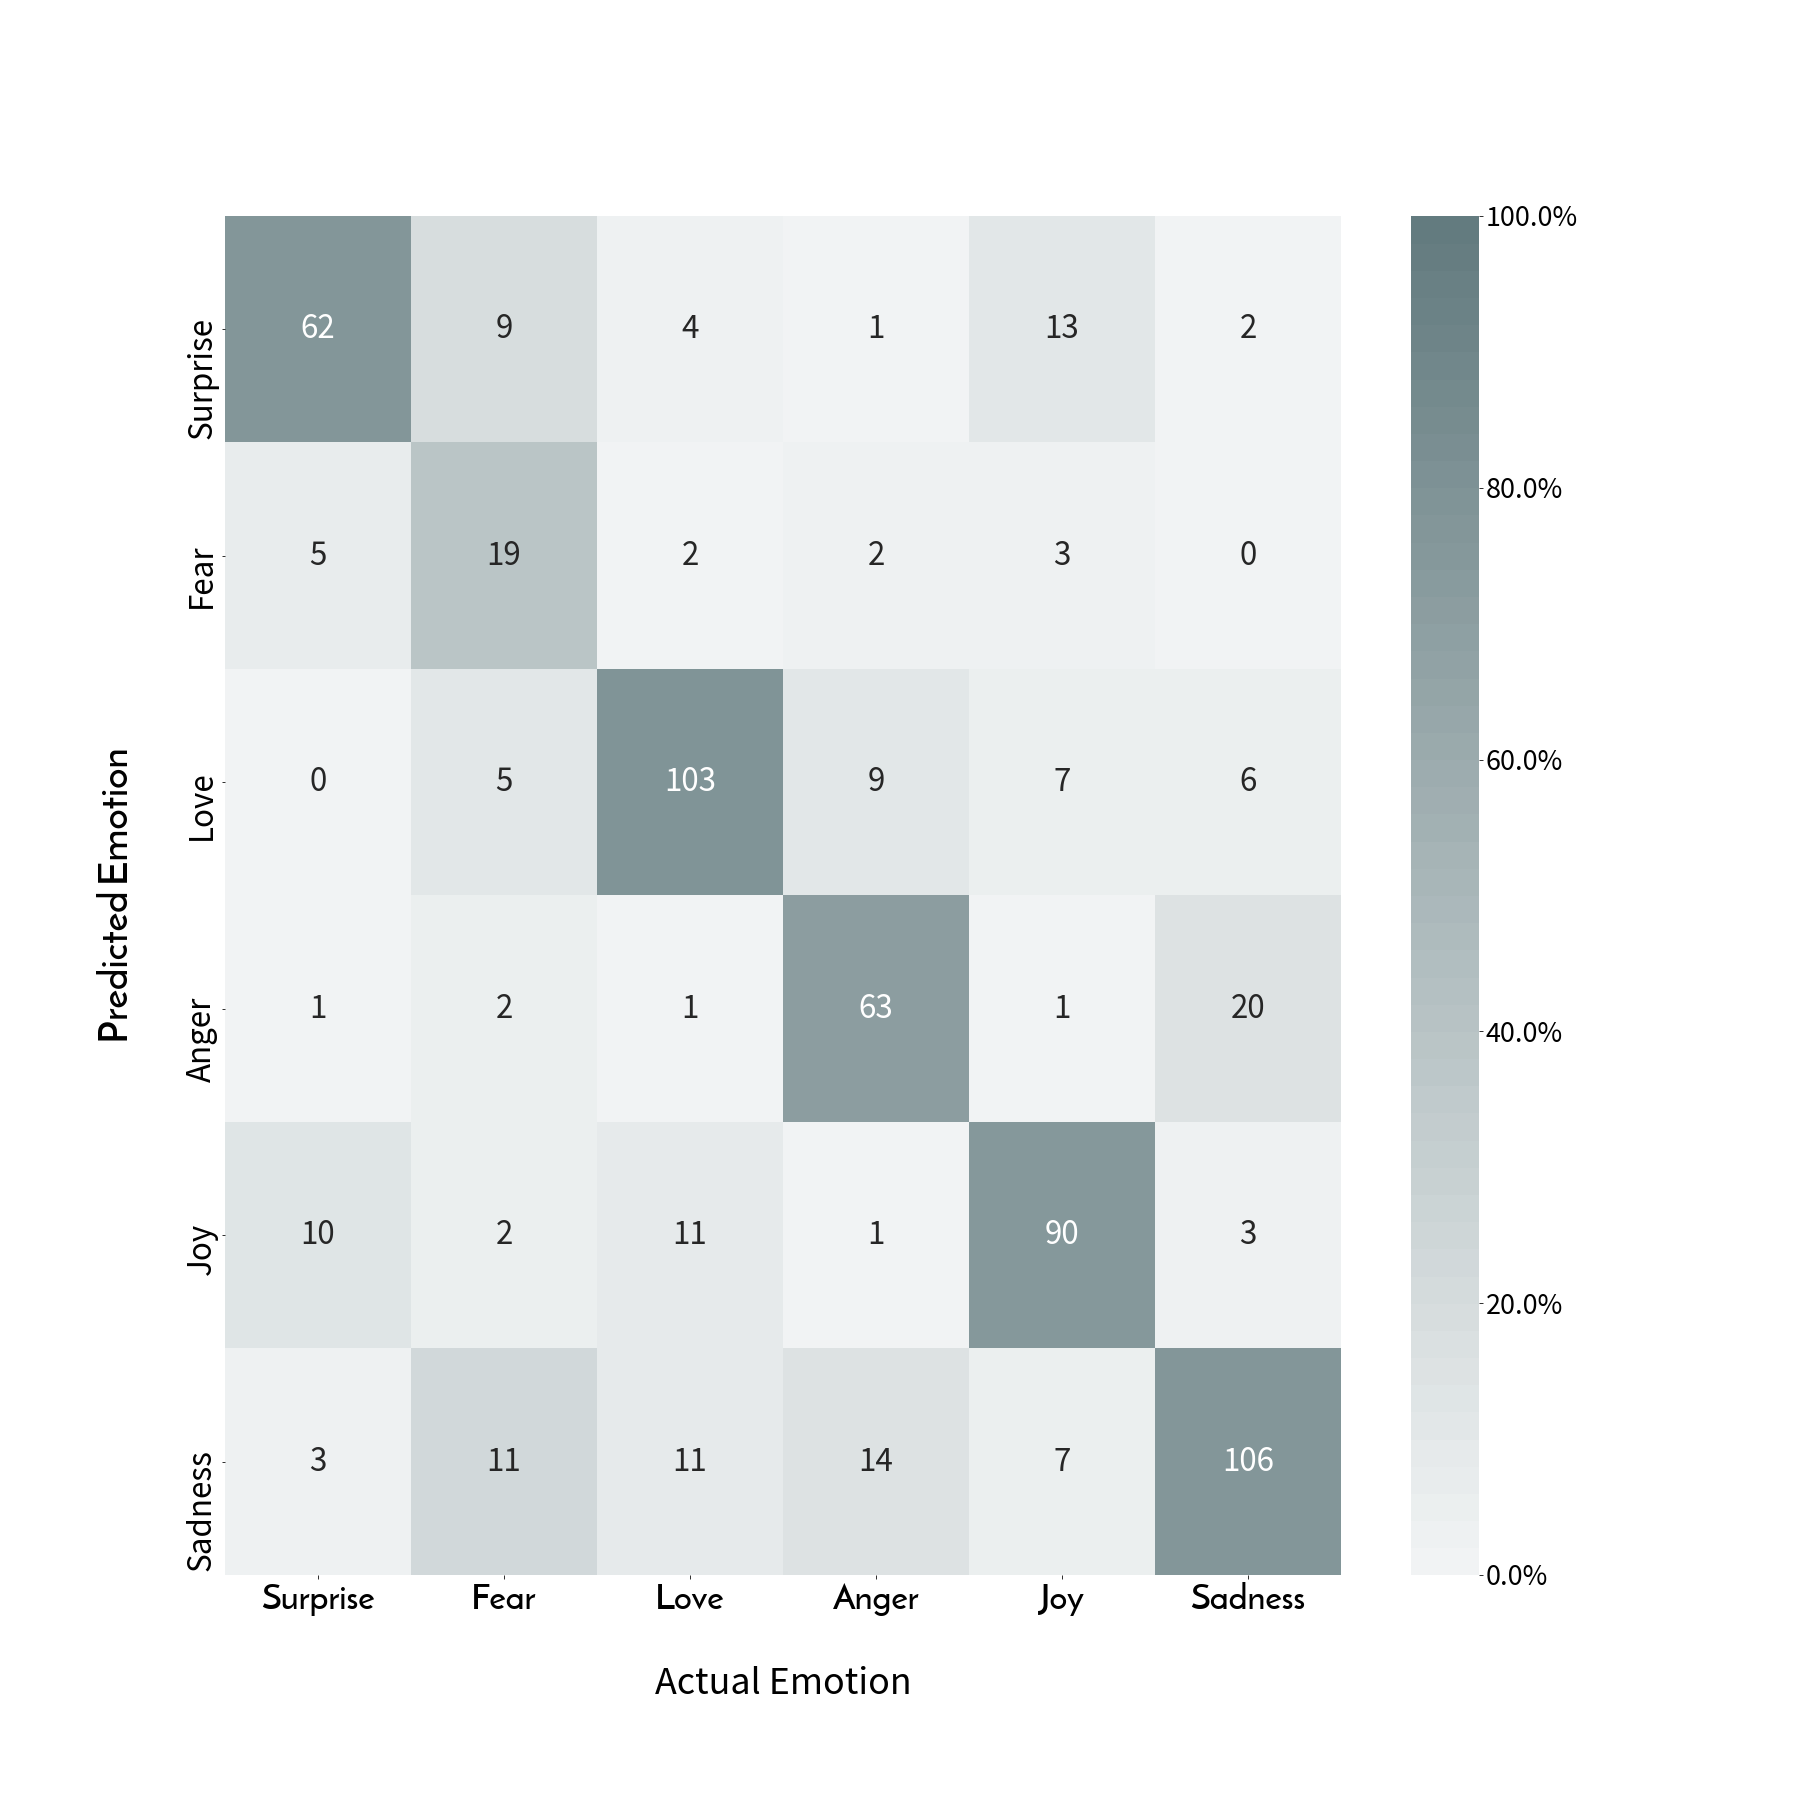 100.0%
Surprise 62 9 4 1 13 2
80.0%
Fear 5 19 2 2 3 0
Predicted Emotion
Love 0 5 103 9 7 6
60.0%
Anger 1 2 1 63 1 20
40.0%
Joy 10 2 11 1 90 3
20.0%
Sadness 3 11 11 14 7 106
0.0%
Surprise Fear Love Anger Joy Sadness
Actual Emotion